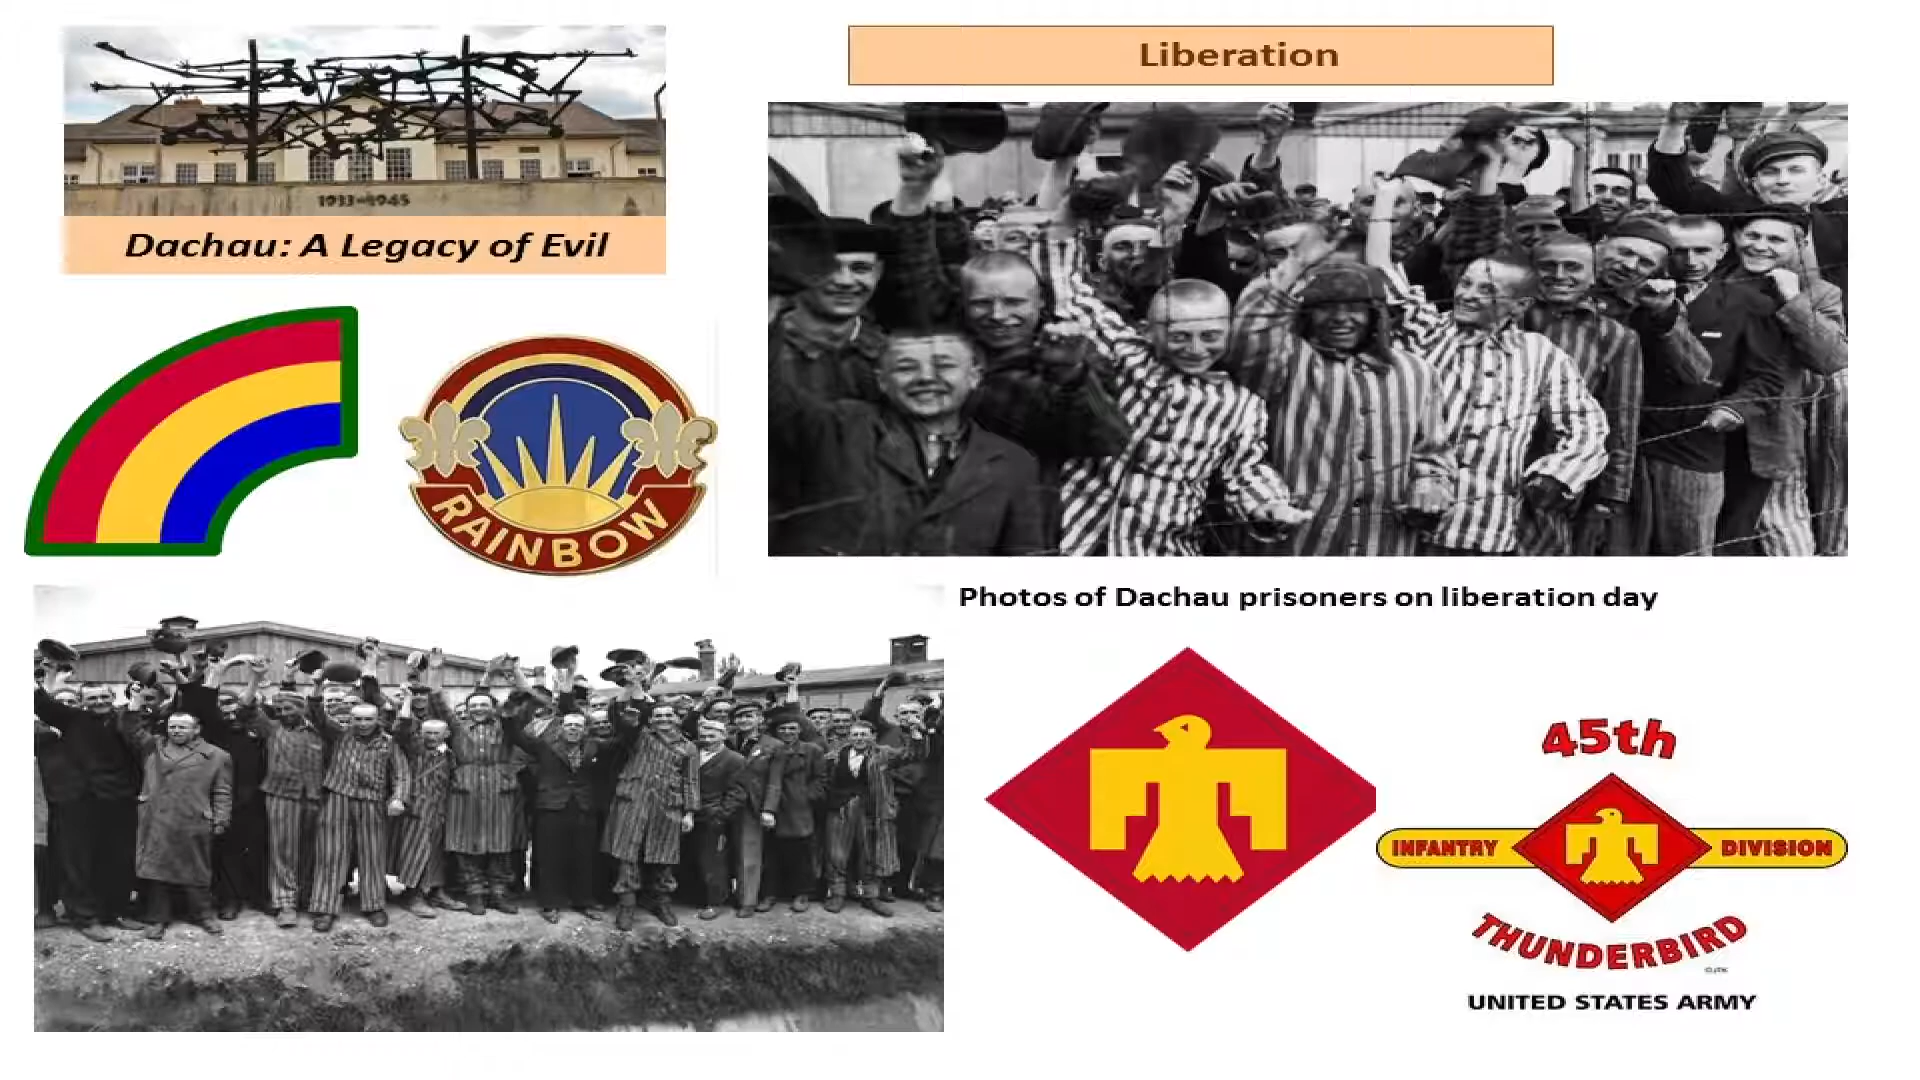 Liberation
1933-1945
Dachau: A Legacy of Evil
RAINBOW
Photos of Dachau prisoners on liberation day
45th
INFANTRY DIVISION
THUNDERBIRD
UNITED STATES ARMY